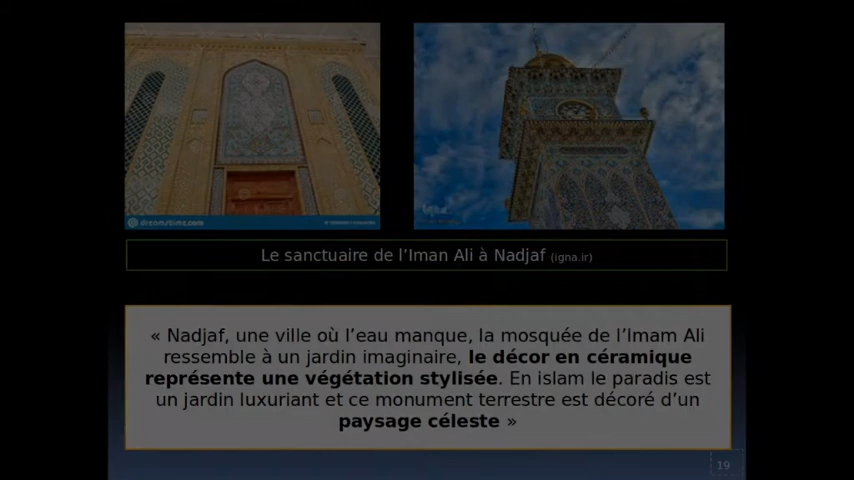 dreamstime.com
Le sanctuaire de l’Iman Ali à Nadjaf (igna.ir)
« Nadjaf, une ville où l’eau manque, la mosquée de l’Imam Ali
ressemble à un jardin imaginaire, le décor en céramique
représente une végétation stylisée. En islam le paradis est
un jardin luxuriant et ce monument terrestre est décoré d’un
paysage céleste »
19